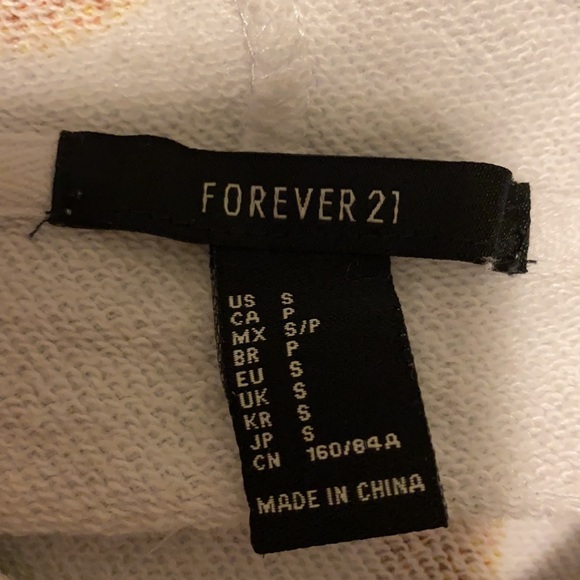 FOREVER 21
US S
CA P
MX S/P
BR P
EU S
UK S
KR S
JP S
CN 160/84A
MADE IN CHINA